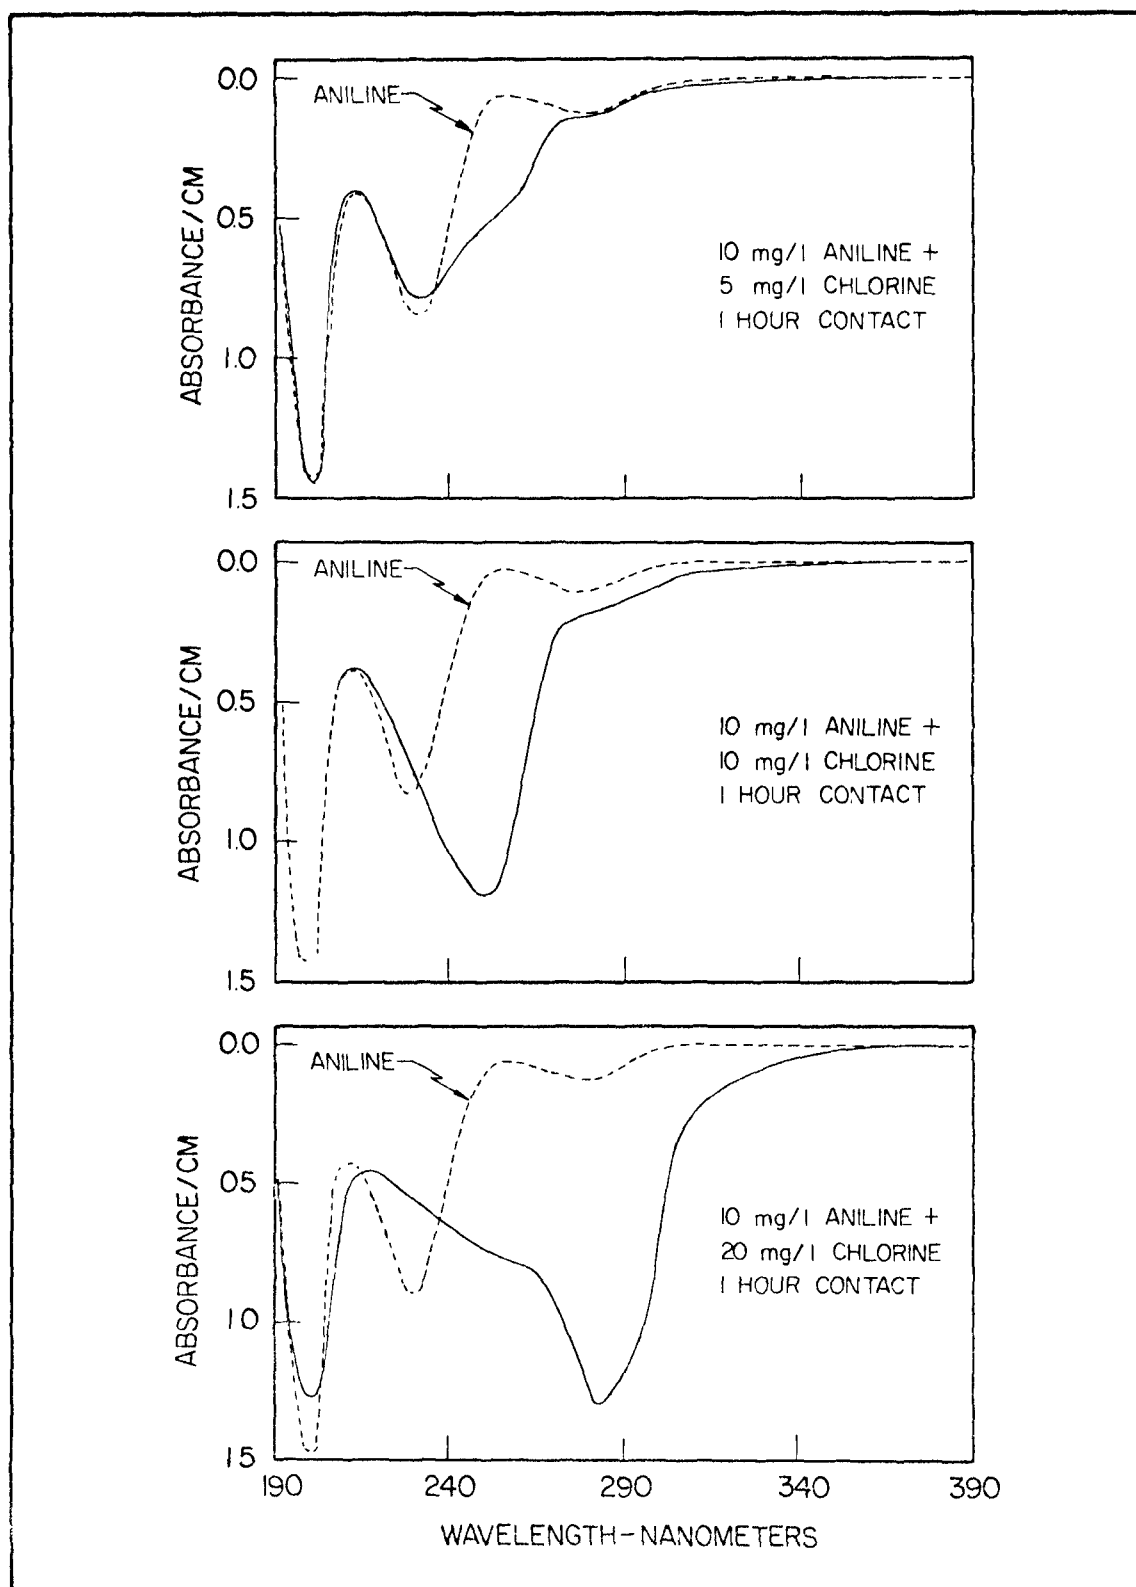 ABSORBANCE/CM
0.0
0.5
1.0
1.5
ANILINE
10 mg/l ANILINE +
5 mg/l CHLORINE
1 HOUR CONTACT
ABSORBANCE/CM
0.0
0.5
1.0
1.5
ANILINE
10 mg/l ANILINE +
10 mg/l CHLORINE
1 HOUR CONTACT
ABSORBANCE/CM
0.0
0.5
1.0
1.5
ANILINE
10 mg/l ANILINE +
20 mg/l CHLORINE
1 HOUR CONTACT
190 240 290 340 390
WAVELENGTH-NANOMETERS